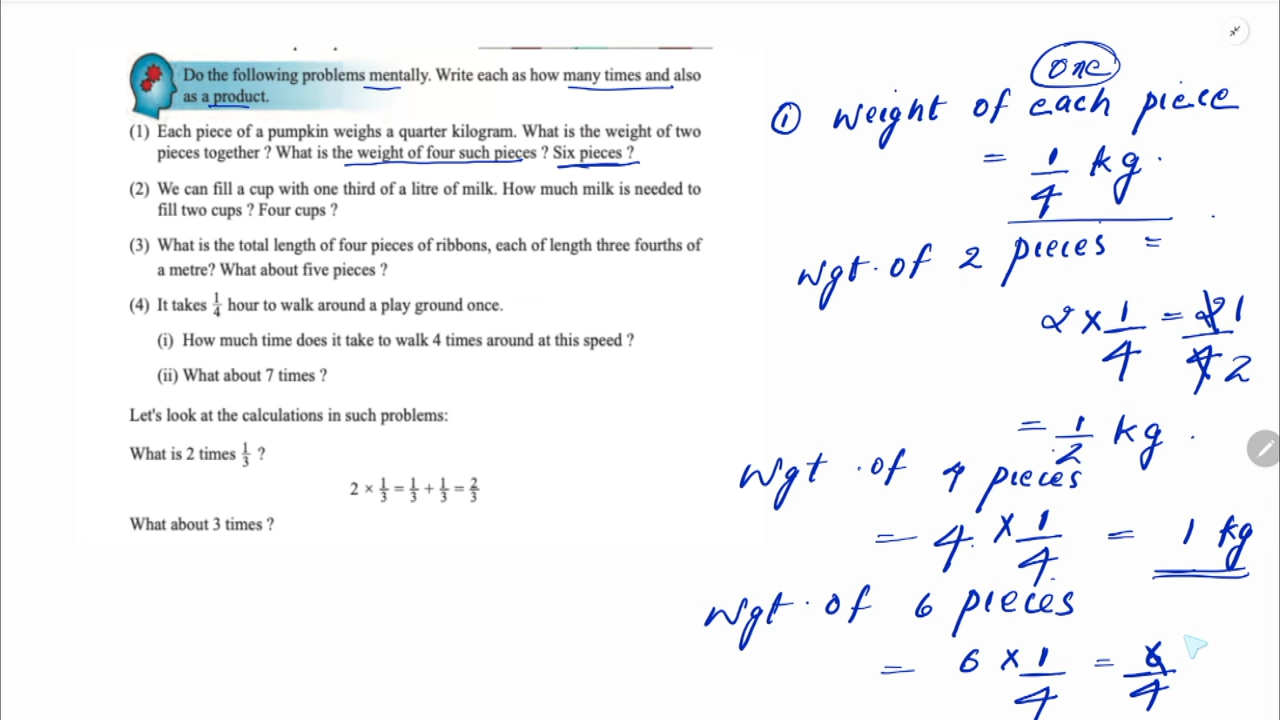 Do the following problems mentally. Write each as how many times and also
as a product.
(1) Each piece of a pumpkin weighs a quarter kilogram. What is the weight of two
pieces together ? What is the weight of four such pieces ? Six pieces ?
(2) We can fill a cup with one third of a litre of milk. How much milk is needed to
fill two cups ? Four cups ?
(3) What is the total length of four pieces of ribbons, each of length three fourths of
a metre? What about five pieces ?
(4) It takes 1/4 hour to walk around a play ground once.
(i) How much time does it take to walk 4 times around at this speed ?
(ii) What about 7 times ?
Let's look at the calculations in such problems:
What is 2 times 1/3 ?
2 × 1/3 = 1/3 + 1/3 = 2/3
What about 3 times ?
one
① Weight of each piece
= 1/4 kg.
Wgt. of 2 pieces =
2 × 1/4 = 2 1/4 2
= 1/2 kg.
Wgt. of 4 pieces
= 4 × 1/4 = 1 kg
Wgt. of 6 pieces
= 6 × 1/4 = 6/4